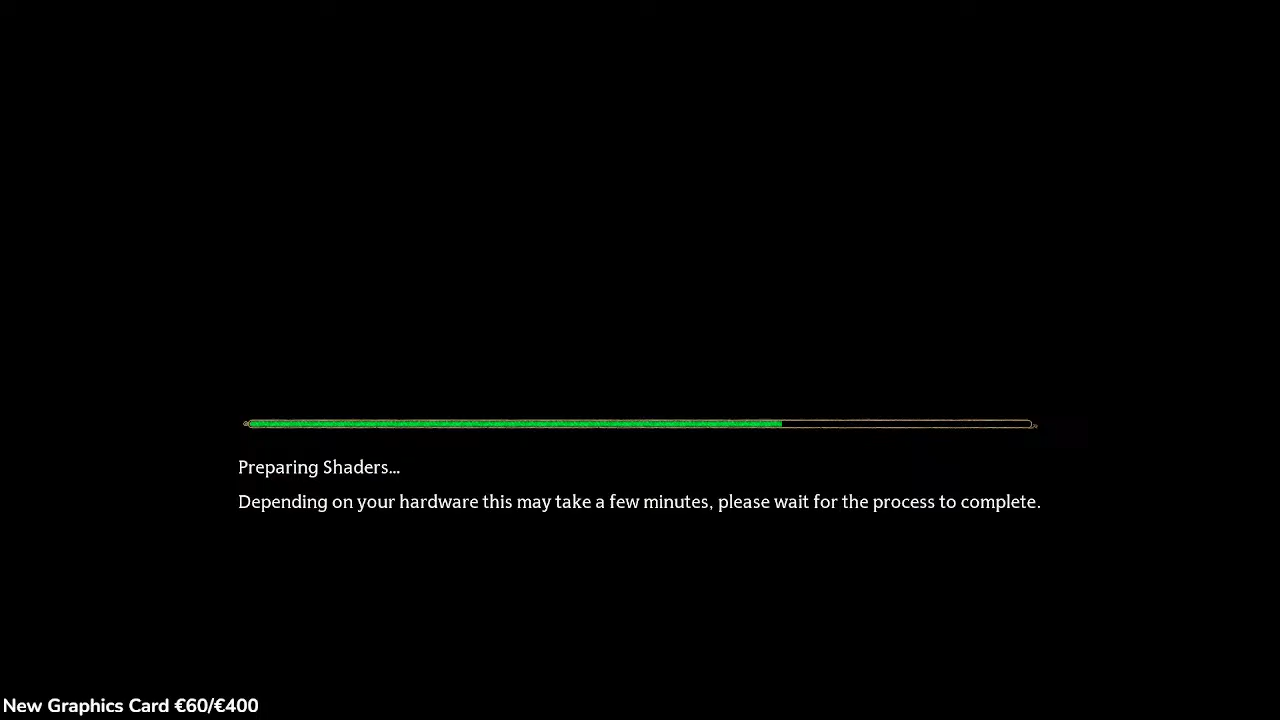 Preparing Shaders...
Depending on your hardware this may take a few minutes, please wait for the process to complete.
New Graphics Card €60/€400